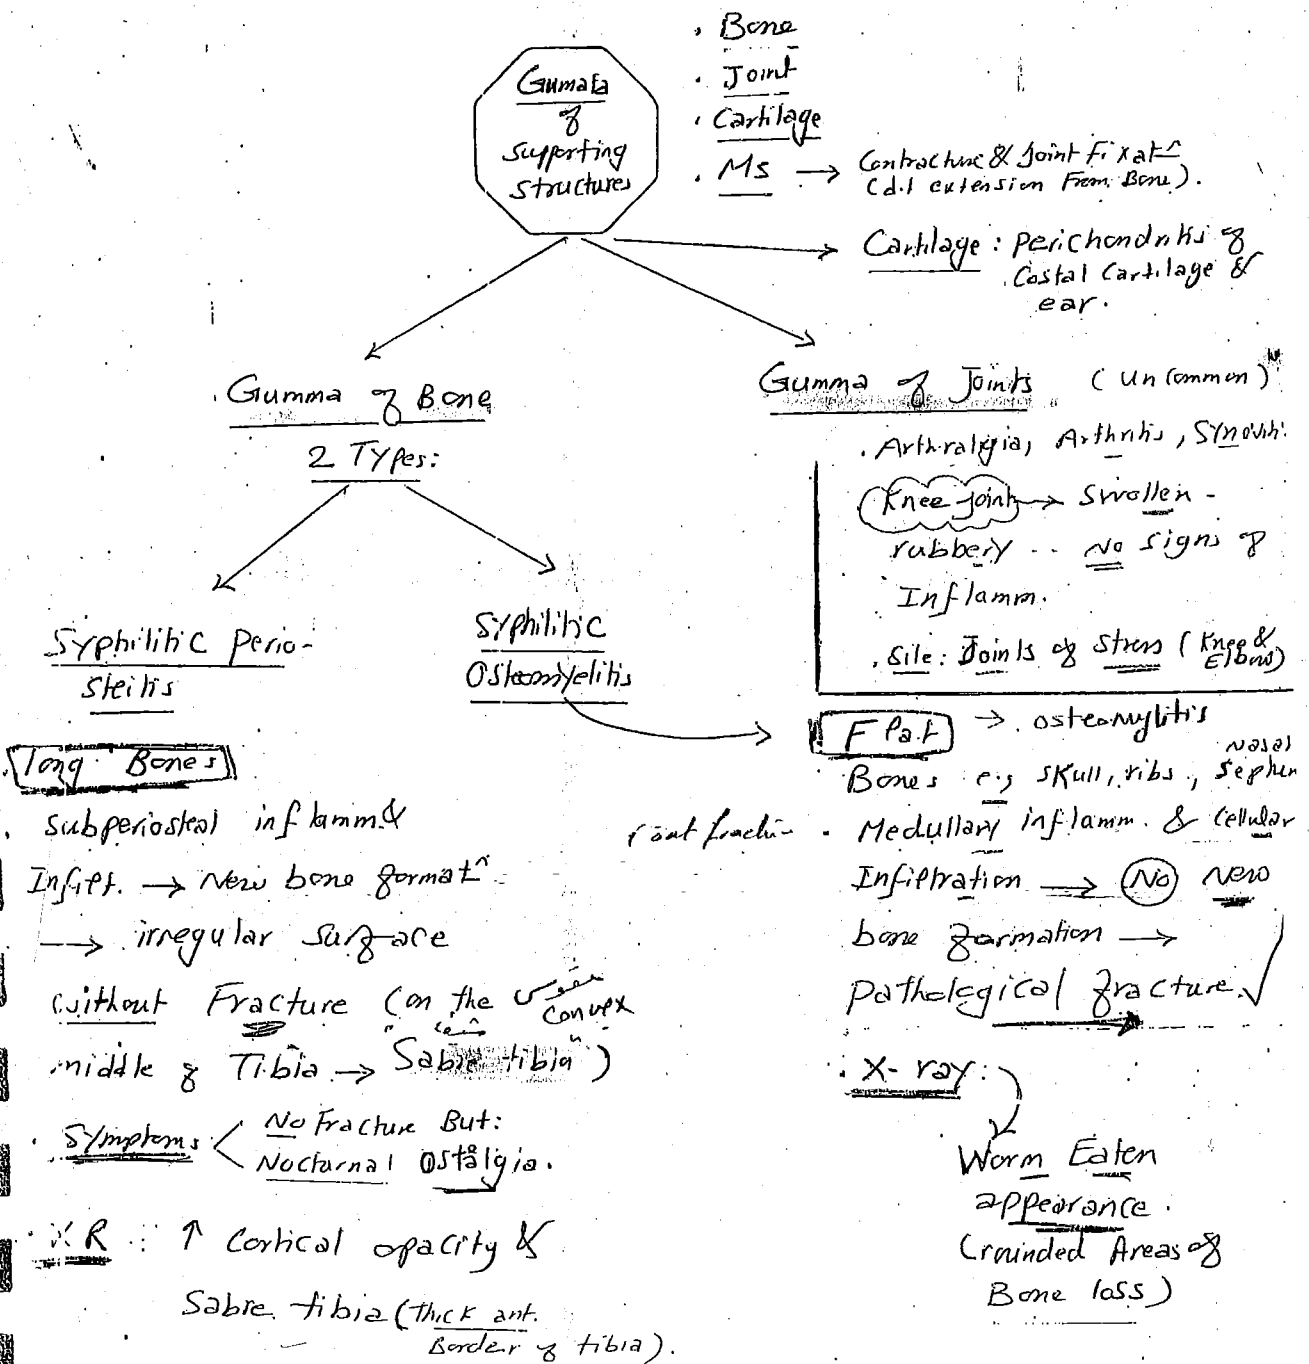 Gumata
of
supporting
structures
. Bone
. Joint
. Cartilage
. Ms → Contracture & Joint Fixatⁿ
(d.t extension From Bone).
Cartilage : perichondritis of
Costal Cartilage &
ear.
. Gumma of Bone
2 Types:
Gumma of Joints (Uncommon)
. Arthralgia, Arthritis, Synoviti.
Knee joint → Swollen -
rubbery .. No signs of
Inflamm.
. Site: Joints of Stress (Knee &
Elbow)
Syphilitic Perio-
steitis
Syphilitic
Osteomyelitis
. long Bones
. Subperiosteal inflamm &
Infilt. → New bone formatⁿ
→ irregular surface
without Fracture (on the مقوس convex
middle of Tibia → "Sabre tibia")
. Symptoms
No Fracture But:
Nocturnal Ostalgia.
. XR : ↑ Cortical opacity &
Sabre tibia (Thick ant.
Border of tibia).
Flat → osteomylitis
Bones e.g skull, ribs, Nasal
Septum
. Medullary inflamm. & Cellular
Infiltration → No New
bone formation →
pathological fracture. √
. X-ray :
Worm Eaten
appearance.
(rounded Areas of
Bone loss)